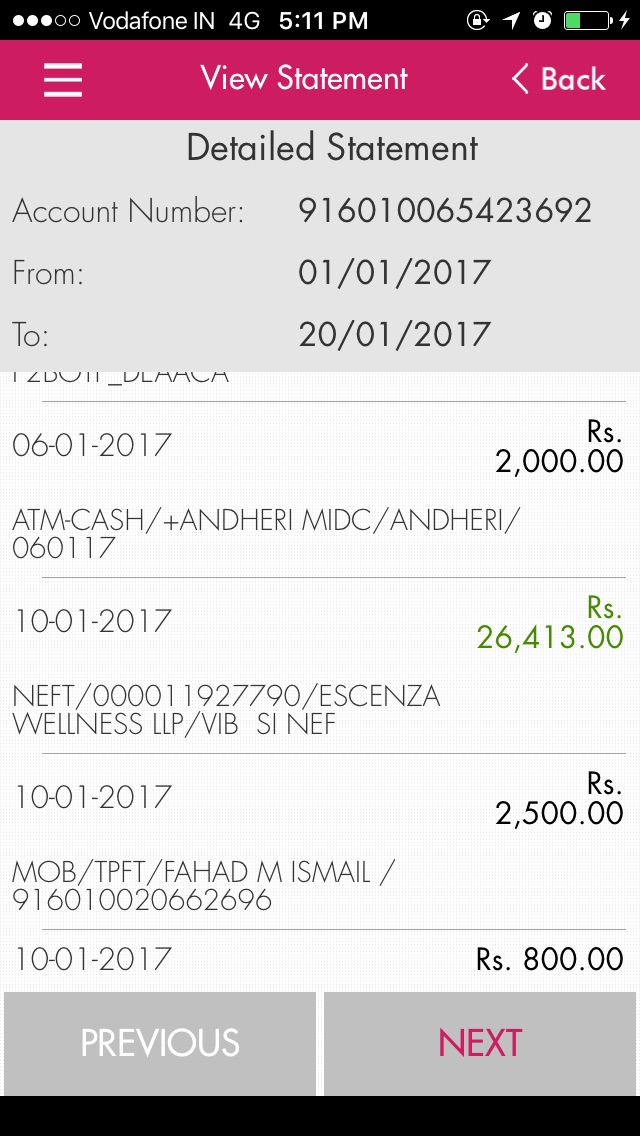 Vodafone IN 4G 5:11 PM
View Statement
Back
Detailed Statement
Account Number: 916010065423692
From: 01/01/2017
To: 20/01/2017
06-01-2017 Rs. 
2,000.00
ATM-CASH/+ANDHERI MIDC/ANDHERI/
060117
10-01-2017 Rs.
26,413.00
NEFT/000011927790/ESCENZA
WELLNESS LLP/VIB SI NEF
10-01-2017 Rs.
2,500.00
MOB/TPFT/FAHAD M ISMAIL /
916010020662696
10-01-2017 Rs. 800.00
PREVIOUS
NEXT